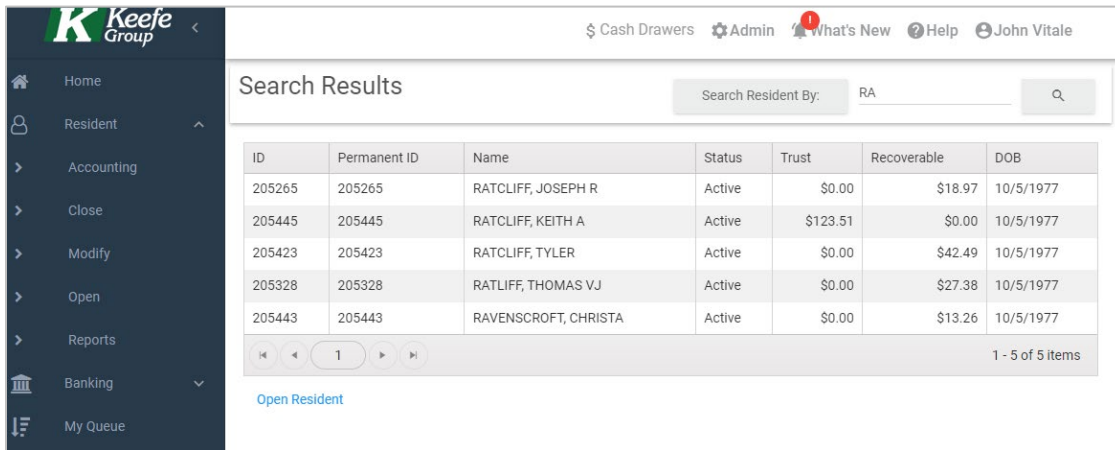 Keefe
Group
$ Cash Drawers Admin What's New Help John Vitale
Home
Resident
Accounting
Close
Modify
Open
Reports
Banking
My Queue
Search Results
Search Resident By: RA
ID Permanent ID Name Status Trust Recoverable DOB
205265 205265 RATCLIFF, JOSEPH R Active $0.00 $18.97 10/5/1977
205445 205445 RATCLIFF, KEITH A Active $123.51 $0.00 10/5/1977
205423 205423 RATCLIFF, TYLER Active $0.00 $42.49 10/5/1977
205328 205328 RATLIFF, THOMAS VJ Active $0.00 $27.38 10/5/1977
205443 205443 RAVENSCROFT, CHRISTA Active $0.00 $13.26 10/5/1977
1 1 - 5 of 5 items
Open Resident